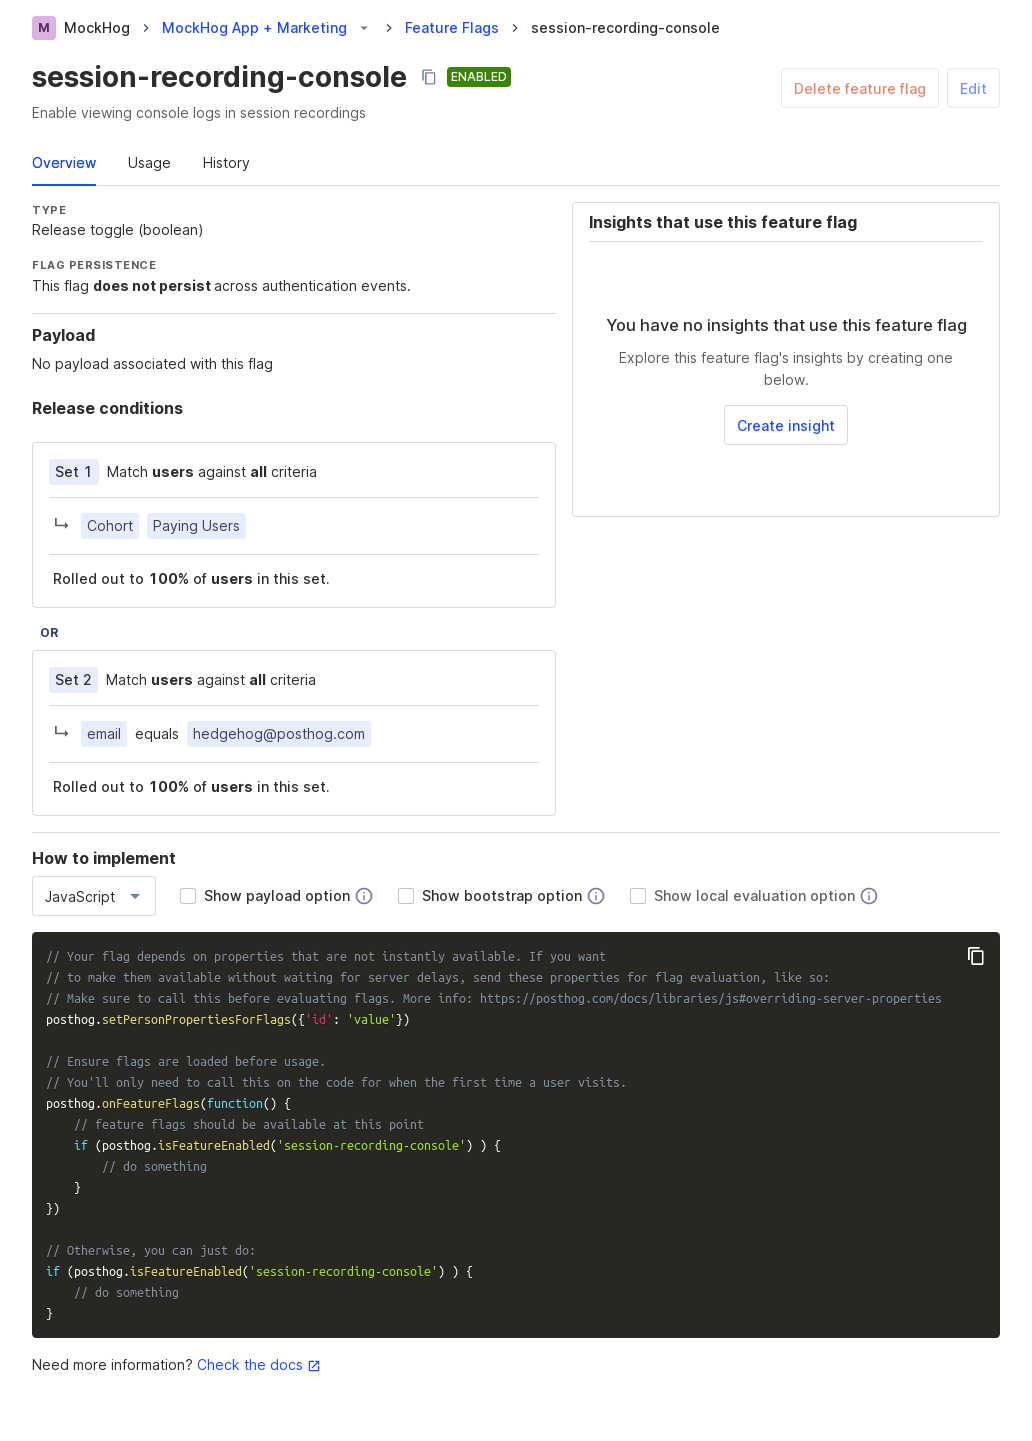 M MockHog MockHog App + Marketing Feature Flags session-recording-console
session-recording-console ENABLED
Delete feature flag Edit
Enable viewing console logs in session recordings
Overview Usage History
TYPE
Release toggle (boolean)
FLAG PERSISTENCE
This flag does not persist across authentication events.
Payload
No payload associated with this flag
Release conditions
Set 1 Match users against all criteria
Cohort Paying Users
Rolled out to 100% of users in this set.
OR
Set 2 Match users against all criteria
email equals hedgehog@posthog.com
Rolled out to 100% of users in this set.
Insights that use this feature flag
You have no insights that use this feature flag
Explore this feature flag's insights by creating one
below.
Create insight
How to implement
JavaScript Show payload option Show bootstrap option Show local evaluation option
// Your flag depends on properties that are not instantly available. If you want
// to make them available without waiting for server delays, send these properties for flag evaluation, like so:
// Make sure to call this before evaluating flags. More info: https://posthog.com/docs/libraries/js#overriding-server-properties
posthog.setPersonPropertiesForFlags({'id': 'value'})
// Ensure flags are loaded before usage.
// You'll only need to call this on the code for when the first time a user visits.
posthog.onFeatureFlags(function() {
    // feature flags should be available at this point
    if (posthog.isFeatureEnabled('session-recording-console') ) {
        // do something
    }
})
// Otherwise, you can just do:
if (posthog.isFeatureEnabled('session-recording-console') ) {
    // do something
}
Need more information? Check the docs